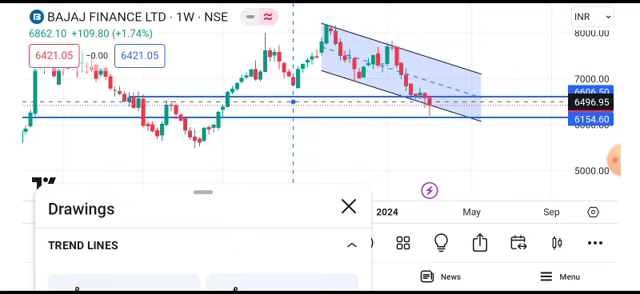 BAJAJ FINANCE LTD · 1W · NSE
INR
6862.10 +109.80 (+1.74%)
6421.05 −0.00 6421.05
8000.00
7000.00
6606.50
6496.95
6154.60
5000.00
2024 May Sep
Drawings
TREND LINES
News Menu